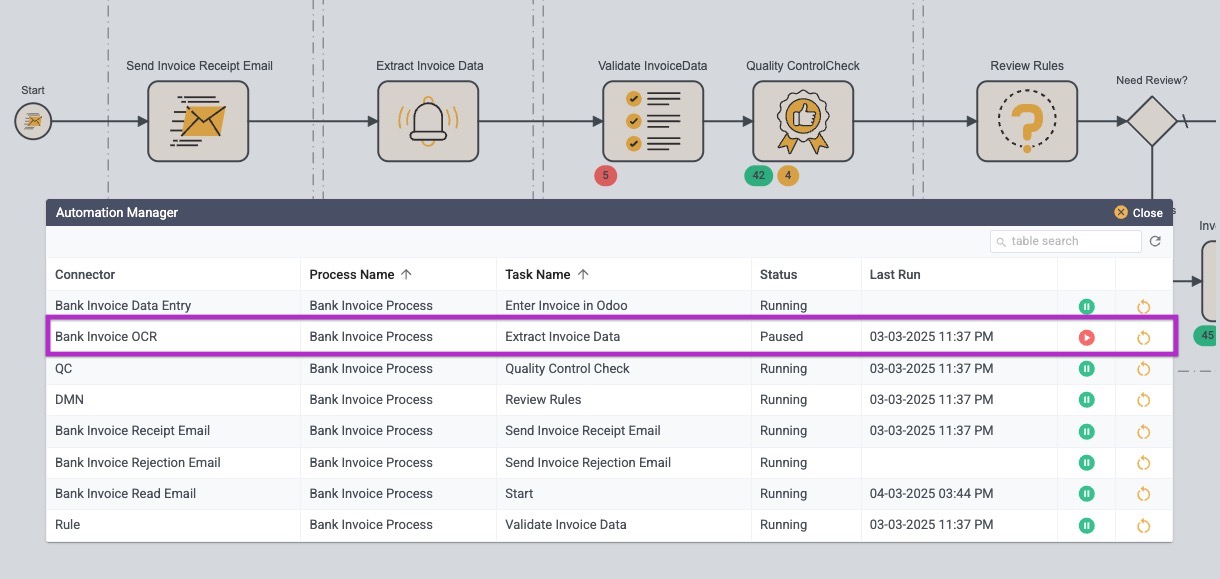 Send Invoice Receipt Email
Extract Invoice Data
Validate InvoiceData
Quality ControlCheck
Review Rules
Need Review?
Start
5
42
4
Automation Manager
Close
table search
Connector Process Name Task Name Status Last Run
Bank Invoice Data Entry Bank Invoice Process Enter Invoice in Odoo Running
Bank Invoice OCR Bank Invoice Process Extract Invoice Data Paused 03-03-2025 11:37 PM
QC Bank Invoice Process Quality Control Check Running 03-03-2025 11:37 PM
DMN Bank Invoice Process Review Rules Running 03-03-2025 11:37 PM
Bank Invoice Receipt Email Bank Invoice Process Send Invoice Receipt Email Running 03-03-2025 11:37 PM
Bank Invoice Rejection Email Bank Invoice Process Send Invoice Rejection Email Running
Bank Invoice Read Email Bank Invoice Process Start Running 04-03-2025 03:44 PM
Rule Bank Invoice Process Validate Invoice Data Running 03-03-2025 11:37 PM
45